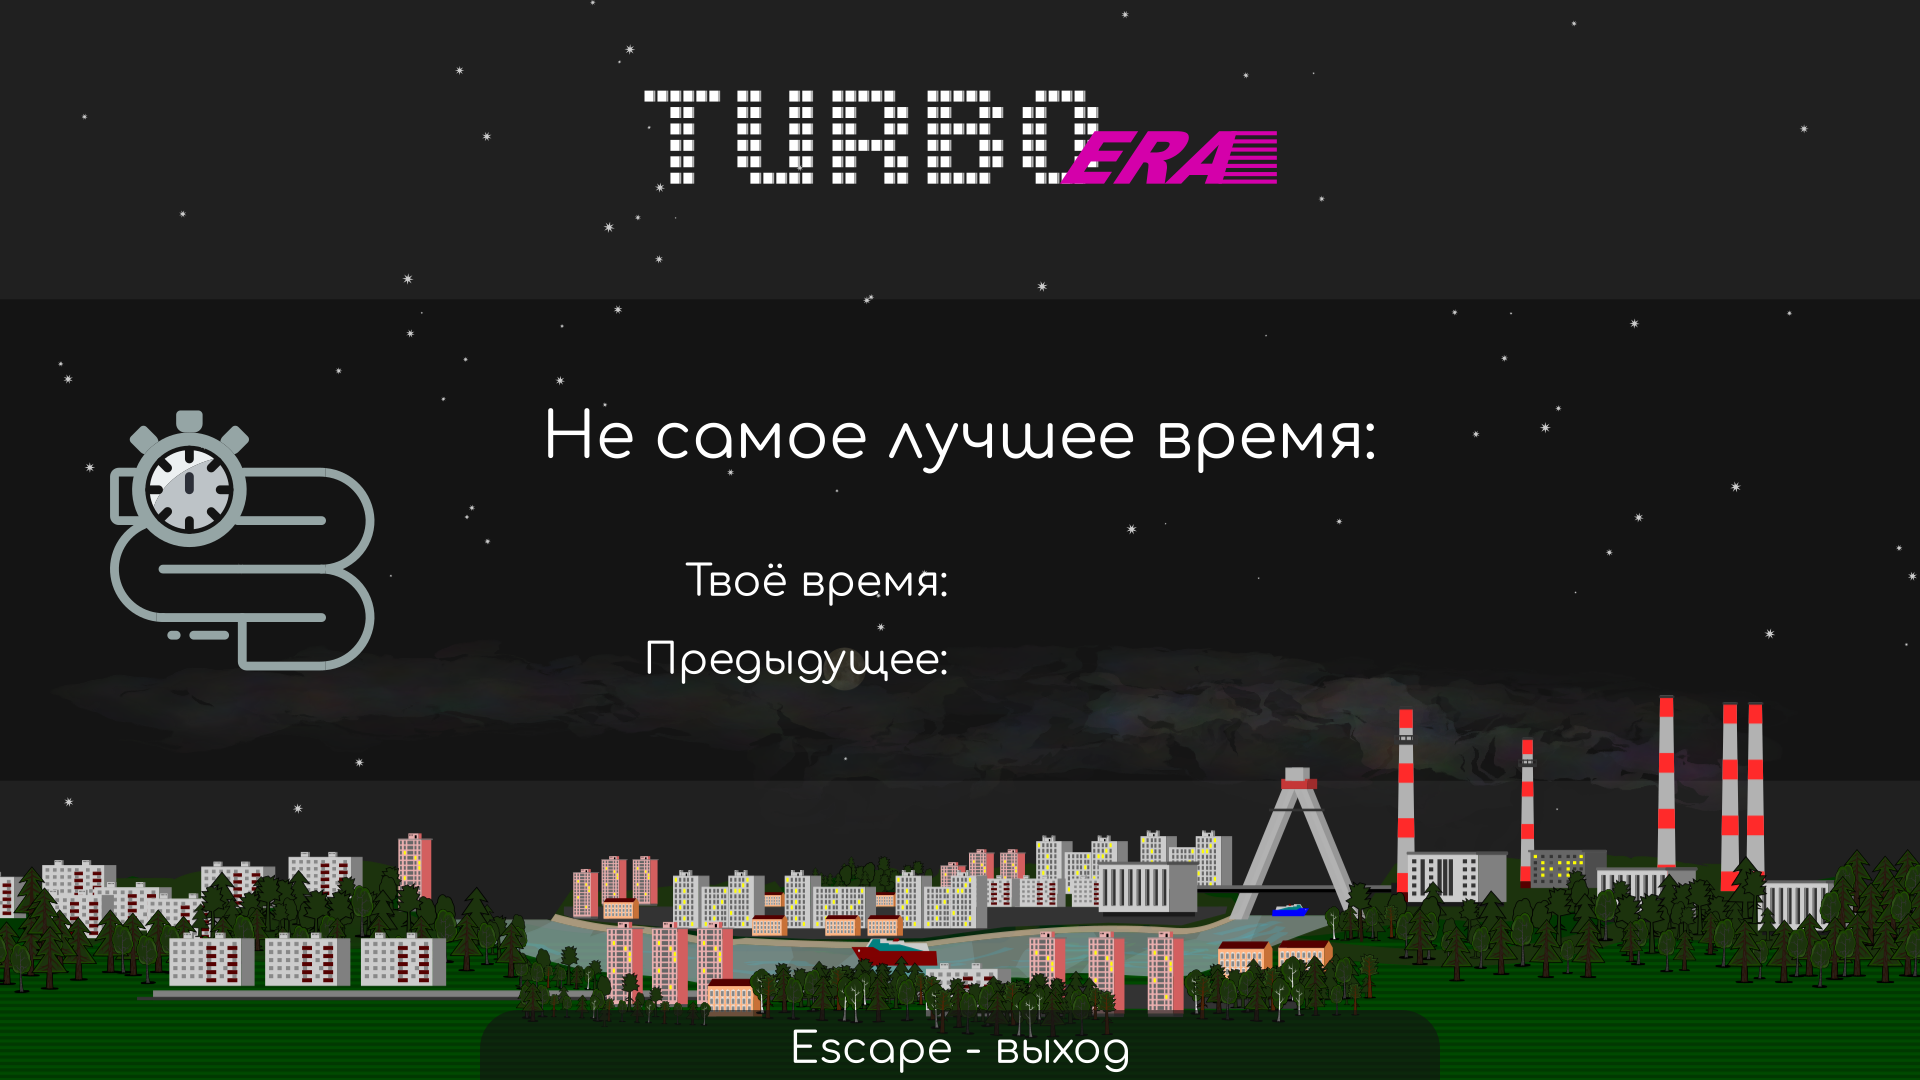 TURBO ERA
Не самое лучшее время:
Твоё время:
Предыдущее:
Escape - выход